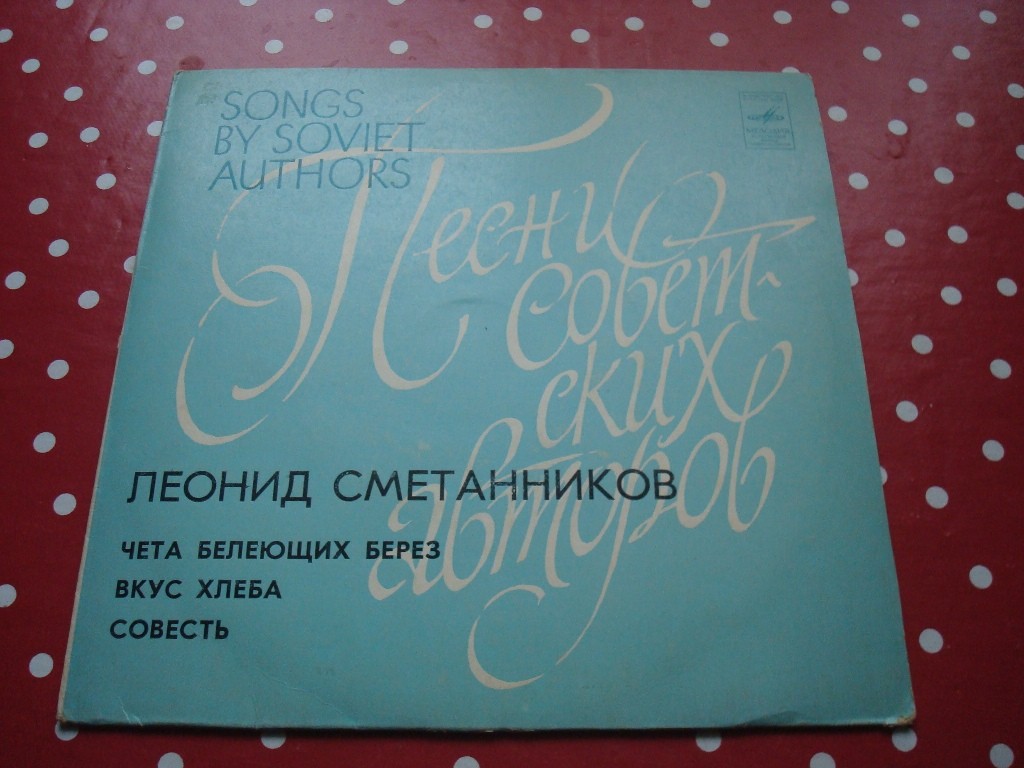 SONGS
BY SOVIET
AUTHORS
Песни
совет-
ских
авторов
ЛЕОНИД СМЕТАННИКОВ
ЧЕТА БЕЛЕЮЩИХ БЕРЕЗ
ВКУС ХЛЕБА
СОВЕСТЬ